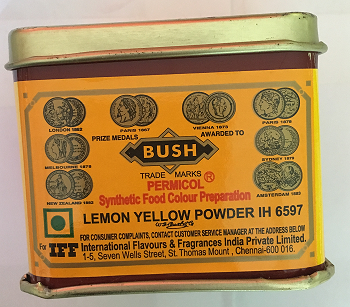 LONDON 1862
PARIS 1867
VIENNA 1873
PARIS 1878
PRIZE MEDALS AWARDED TO
BUSH
MELBOURNE
SYDNEY 1879
TRADE MARKS
PERMICOL ®
Synthetic Food Colour Preparation
NEW ZEALAND 1882
AMSTERDAM 1883
LEMON YELLOW POWDER IH 6597
FOR CONSUMER COMPLAINTS, CONTACT CUSTOMER SERVICE MANAGER AT THE ADDRESS BELOW
For IFF International Flavours & Fragrances India Private Limited.
1-5, Seven Wells Street, St. Thomas Mount, Chennai-600 016.